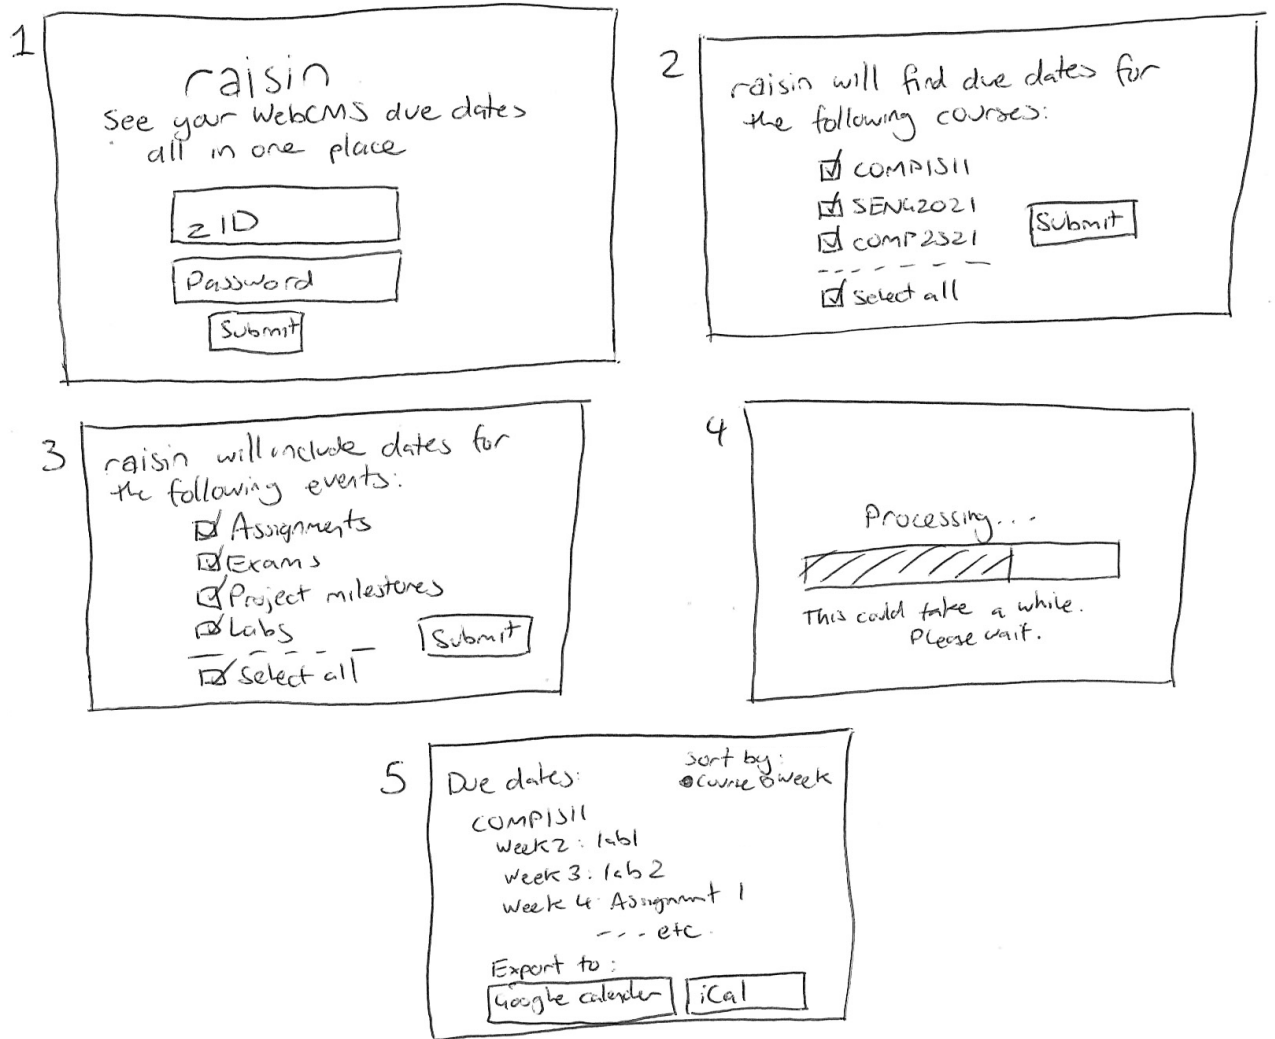 1
raisin
See your WebCMS due dates
all in one place
zID
Password
Submit
2
raisin will find due dates for
the following courses:
COMP1511
SENG2021
COMP2521
Select all
Submit
3
raisin will include dates for
the following events:
Assignments
Exams
Project milestones
Labs
Select all
Submit
4
Processing...
This could take a while.
Please wait.
5
Due dates:
Sort by:
Course Week
COMP1511
Week 2: lab 1
Week 3: lab 2
Week 4: Assignment 1
--- etc.
Export to:
Google calender
iCal